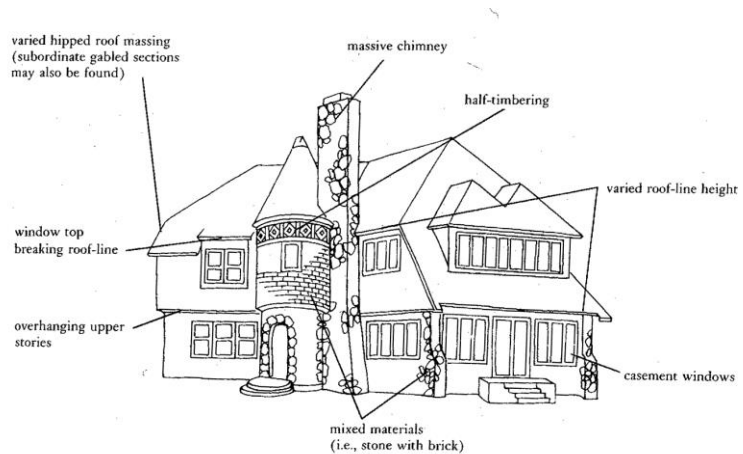 varied hipped roof massing
(subordinate gabled sections
may also be found)
massive chimney
half-timbering
varied roof-line height
window top
breaking roof-line
overhanging upper
stories
casement windows
mixed materials
(i.e., stone with brick)